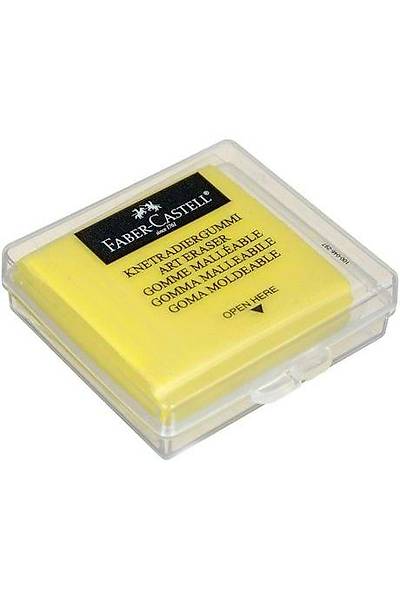 FABER-CASTELL
since 1761
KNETRADIERGUMMI
ART ERASER
GOMME MALLÉABLE
GOMMA MALLEABILE
GOMA MOLDEABLE
OPEN HERE